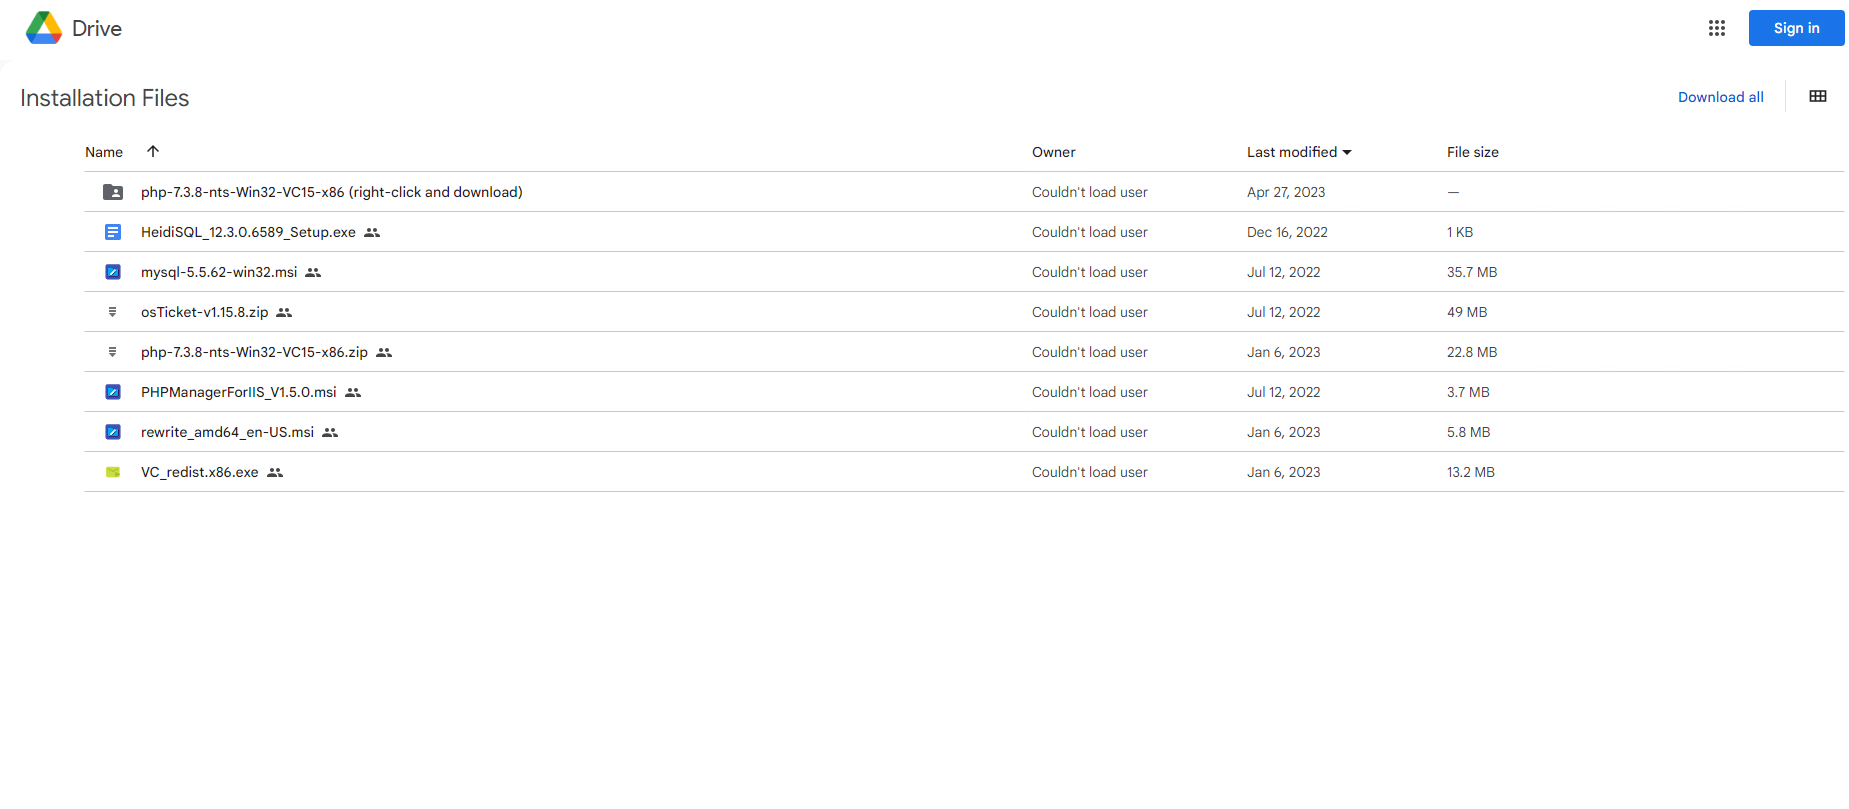 Drive
Sign in
Installation Files
Download all
Name Owner Last modified File size
php-7.3.8-nts-Win32-VC15-x86 (right-click and download) Couldn't load user Apr 27, 2023 —
HeidiSQL_12.3.0.6589_Setup.exe Couldn't load user Dec 16, 2022 1 KB
mysql-5.5.62-win32.msi Couldn't load user Jul 12, 2022 35.7 MB
osTicket-v1.15.8.zip Couldn't load user Jul 12, 2022 49 MB
php-7.3.8-nts-Win32-VC15-x86.zip Couldn't load user Jan 6, 2023 22.8 MB
PHPManagerForIIS_V1.5.0.msi Couldn't load user Jul 12, 2022 3.7 MB
rewrite_amd64_en-US.msi Couldn't load user Jan 6, 2023 5.8 MB
VC_redist.x86.exe Couldn't load user Jan 6, 2023 13.2 MB